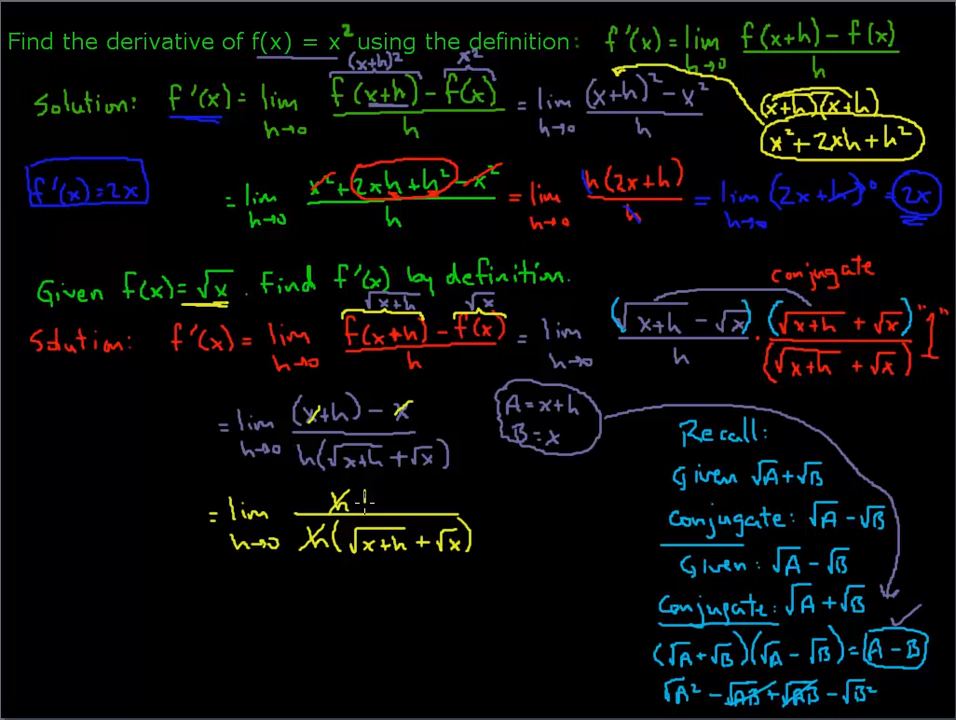 Find the derivative of f(x) = x² using the definition: f'(x) = lim h→0 f(x+h) − f(x) / h
(x+h)² x²
Solution: f'(x) = lim h→0 f(x+h) − f(x) / h = lim h→0 (x+h)² − x² / h
(x+h)(x+h)
x² + 2xh + h²
f'(x) = 2x
= lim h→0 x² + 2xh + h² − x² / h = lim h→0 h(2x+h) / h = lim h→0 (2x + h) 0 = 2x
Given f(x) = √x . Find f'(x) by definition.
conjugate
√x+h √x
Solution: f'(x) = lim h→0 f(x+h) − f'(x) / h = lim h→0 (√x+h − √x) / h · (√x+h + √x) / (√x+h + √x) "1"
= lim h→0 (x+h) − x / h(√x+h + √x)
A = x+h
B = x
= lim h→0 h / h(√x+h + √x)
Recall:
Given √A + √B
Conjugate: √A − √B
Given: √A − √B
Conjugate: √A + √B
(√A + √B)(√A − √B) = A − B
√A² − √AB + √AB − √B²